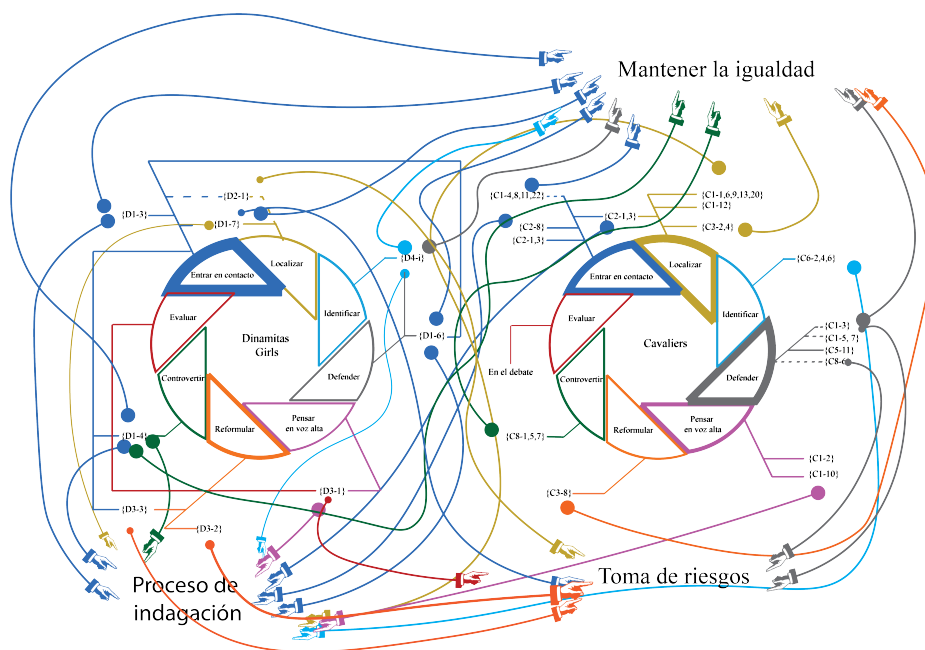 Mantener la igualdad
{D2-1}
{D1-3}
{D1-7}
Localizar
Entrar en contacto
{D4-i}
Identificar
Evaluar
Dinamitas
Girls
{D1-6}
Defender
Controvertir
Pensar
en voz alta
Reformular
{D1-4}
{D3-1}
{D3-3}
{D3-2}
{C1-4,8,11,22}
{C2-8}
{C2-1,3}
{C2-1,3}
{C1-1,6,9,13,20}
{C1-12}
{C3-2,4}
Localizar
Entrar en contacto
{C6-2,4,6}
Identificar
Evaluar
Cavaliers
{C1-3}
{C1-5, 7}
{C5-11}
{C8-6
En el debate
Controvertir
Defender
Pensar
en voz alta
Reformular
{C8-1,5,7}
{C1-2}
{C1-10}
{C3-8}
Proceso de
indagación
Toma de riesgos